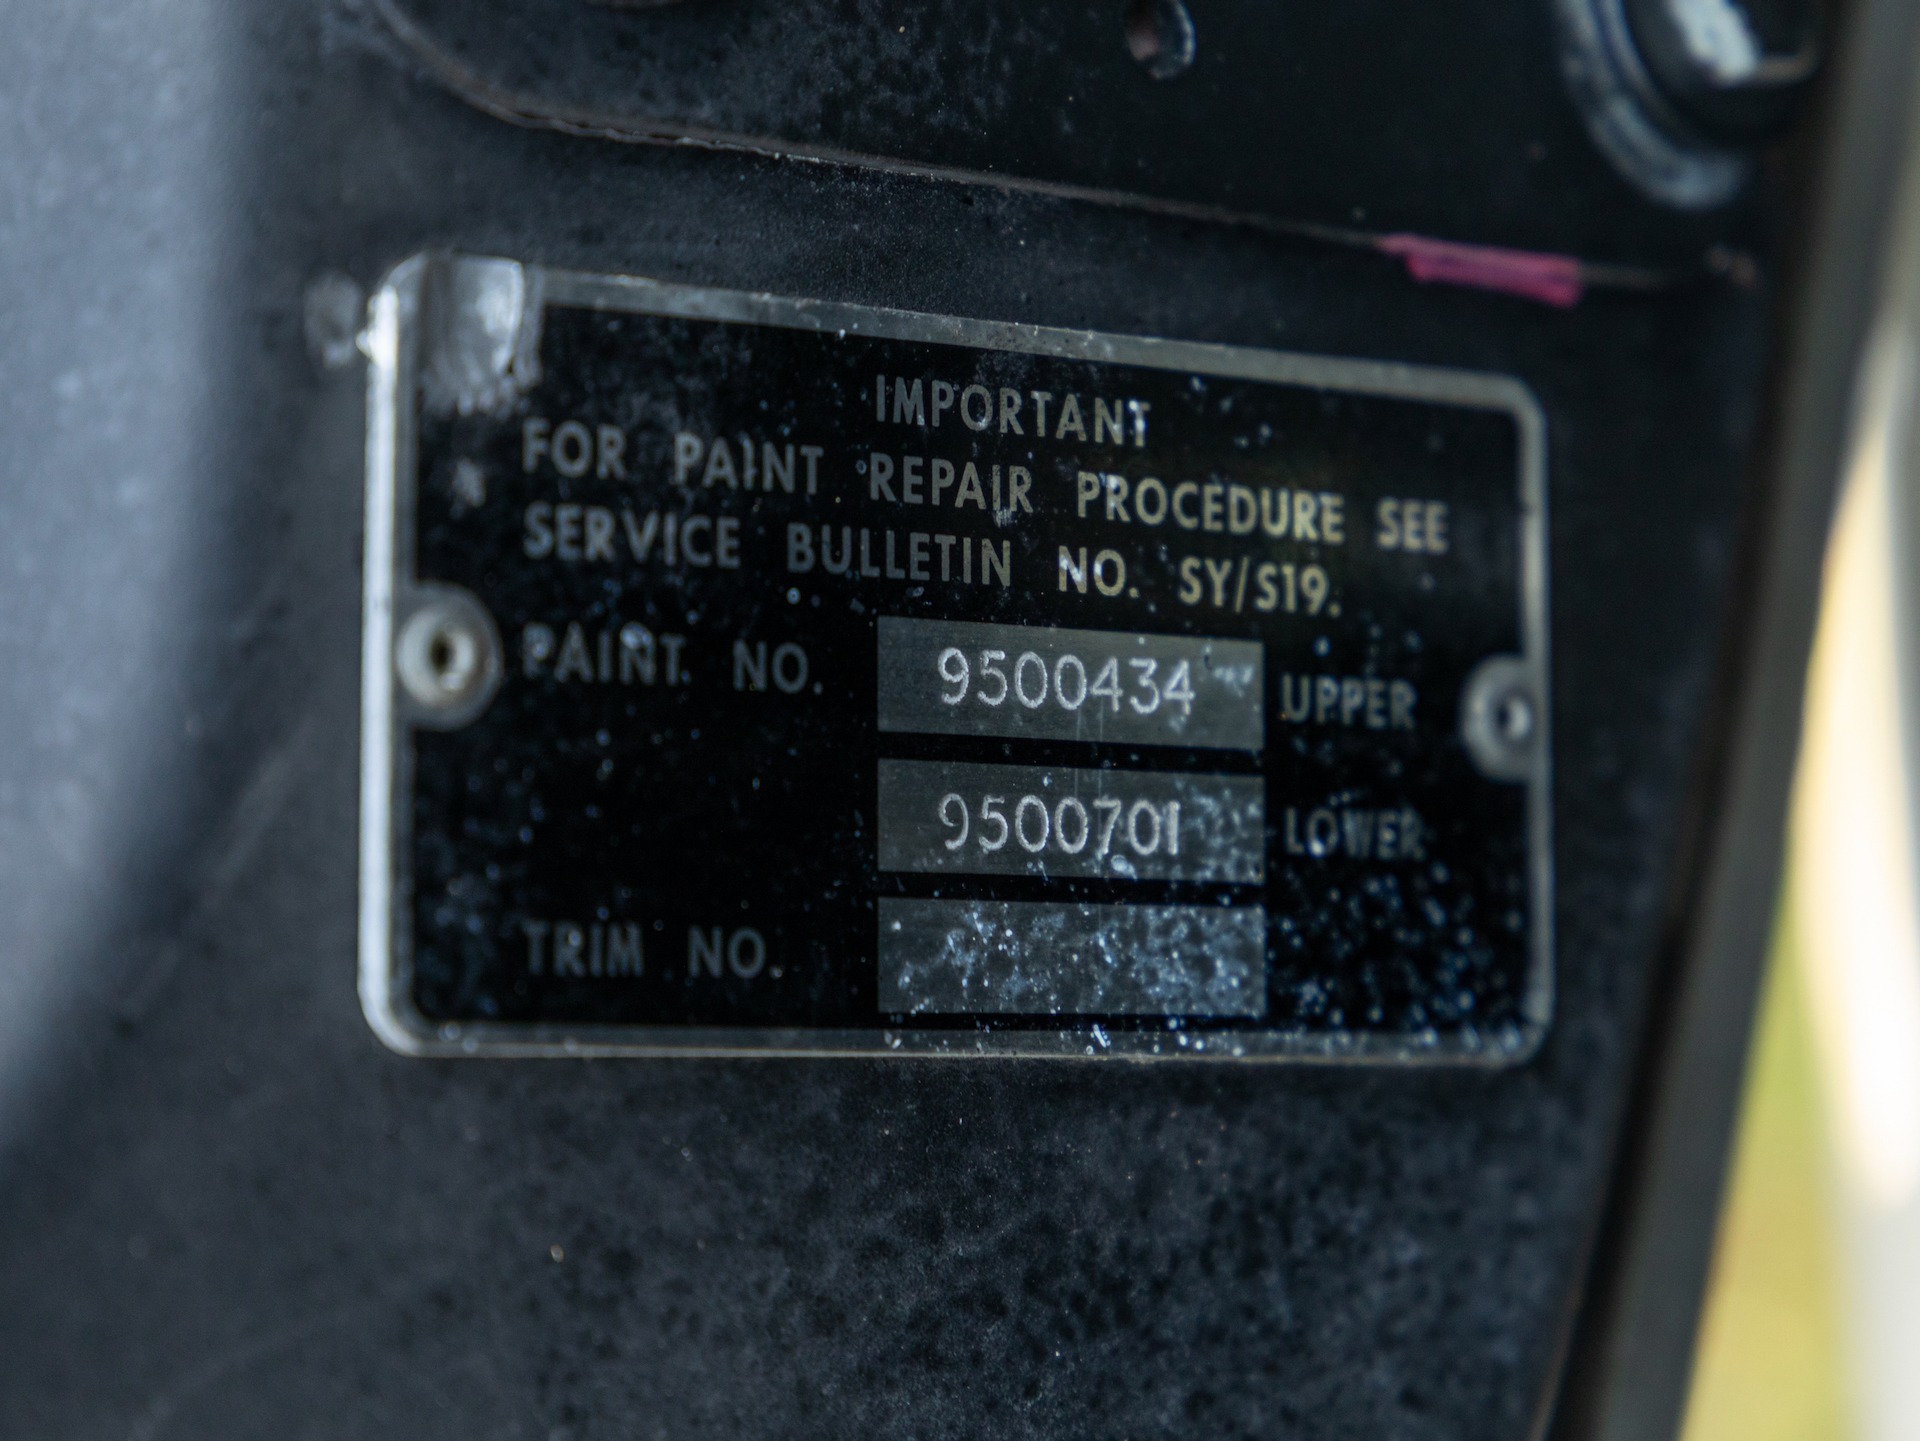 IMPORTANT
FOR PAINT REPAIR PROCEDURE SEE
SERVICE BULLETIN NO. SY/S19.
PAINT NO. 9500434 UPPER
9500701 LOWER
TRIM NO.